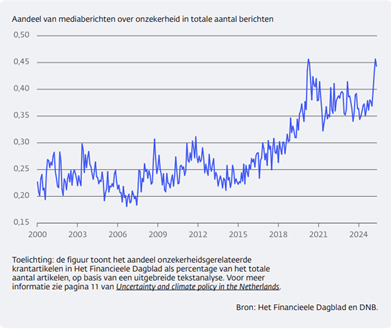 Aandeel van mediaberichten over onzekerheid in totale aantal berichten
0,50
0,45
0,40
0,35
0,30
0,25
0,20
0,15
2000 2003 2006 2009 2012 2015 2018 2021 2024
Toelichting: de figuur toont het aandeel onzekerheidsgerelateerde
krantartikelen in Het Financieele Dagblad als percentage van het totale
aantal artikelen, op basis van een uitgebreide tekstanalyse. Voor meer
informatie zie pagina 11 van Uncertainty and climate policy in the Netherlands.
Bron: Het Financieele Dagblad en DNB.